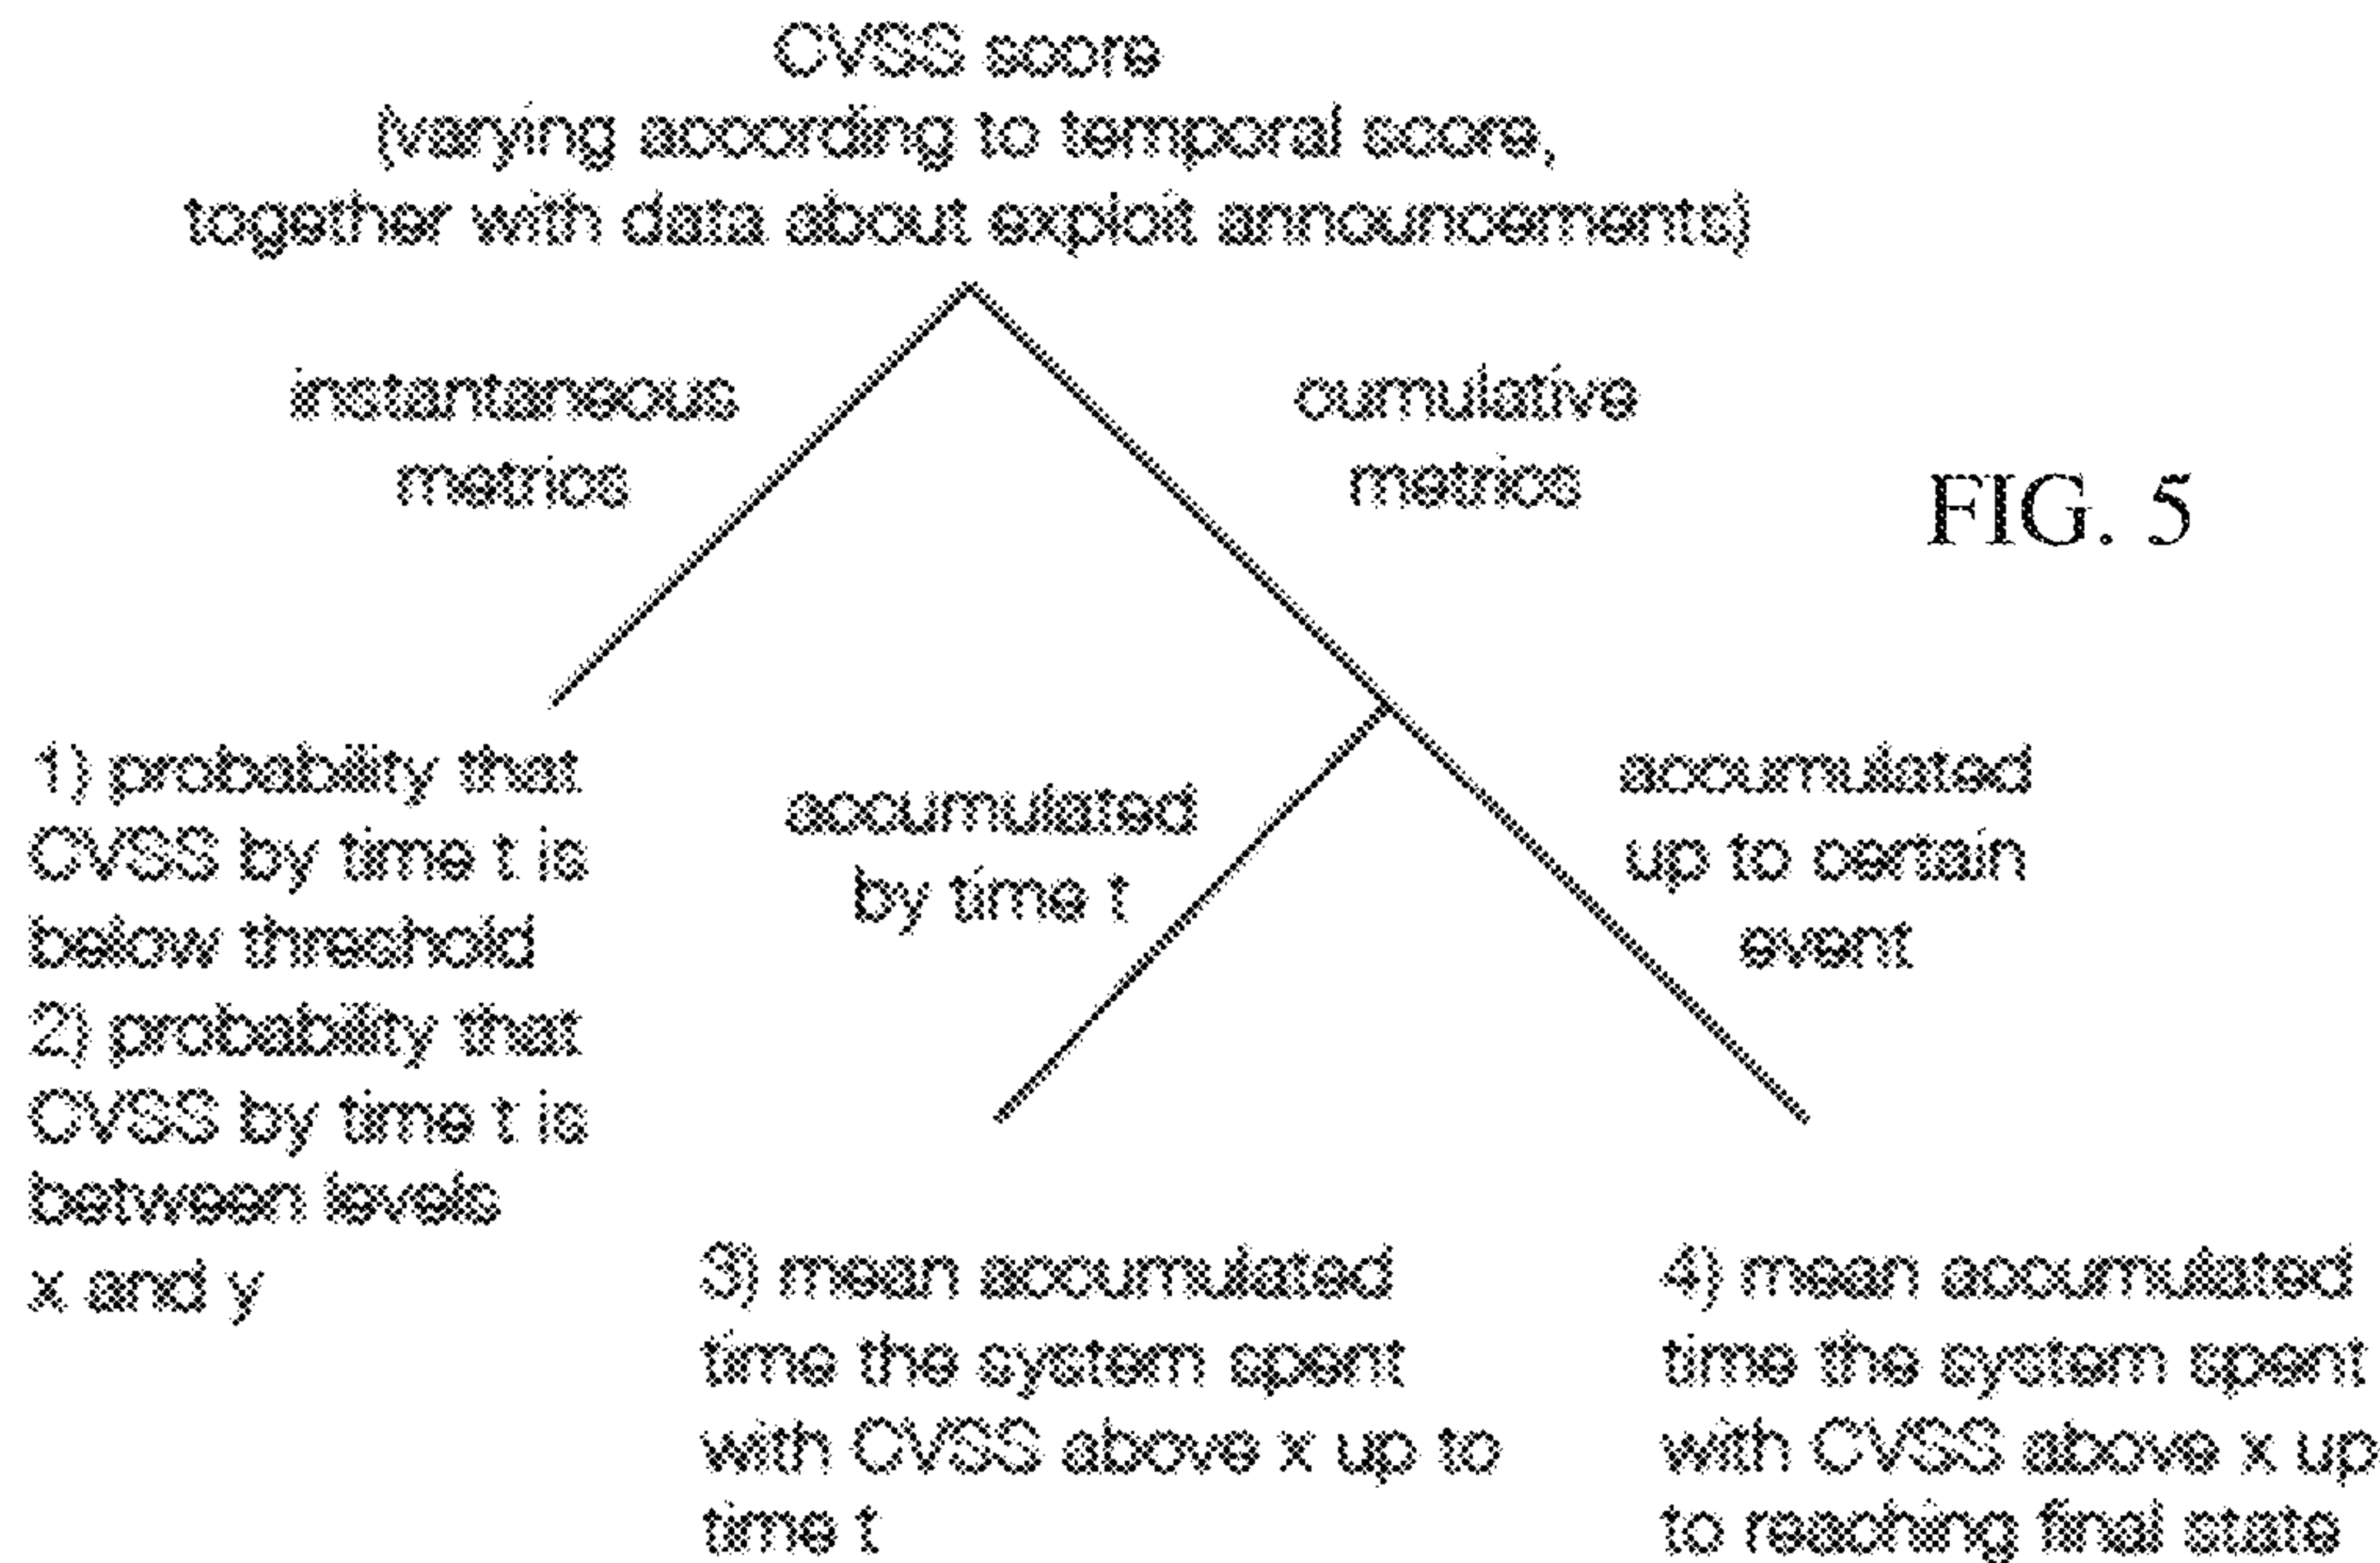 CVSS score
(varying according to temporal score,
together with data about exploit announcements)
instantaneous
metrics
cumulative
metrics
FIG. 5
1) probability that
CVSS by time t is
below threshold
2) probability that
CVSS by time t is
between levels
x and y
accumulated
by time t
accumulated
up to certain
event
3) mean accumulated
time the system spent
with CVSS above x up to
time t
4) mean accumulated
time the system spent
with CVSS above x up
to reaching final state